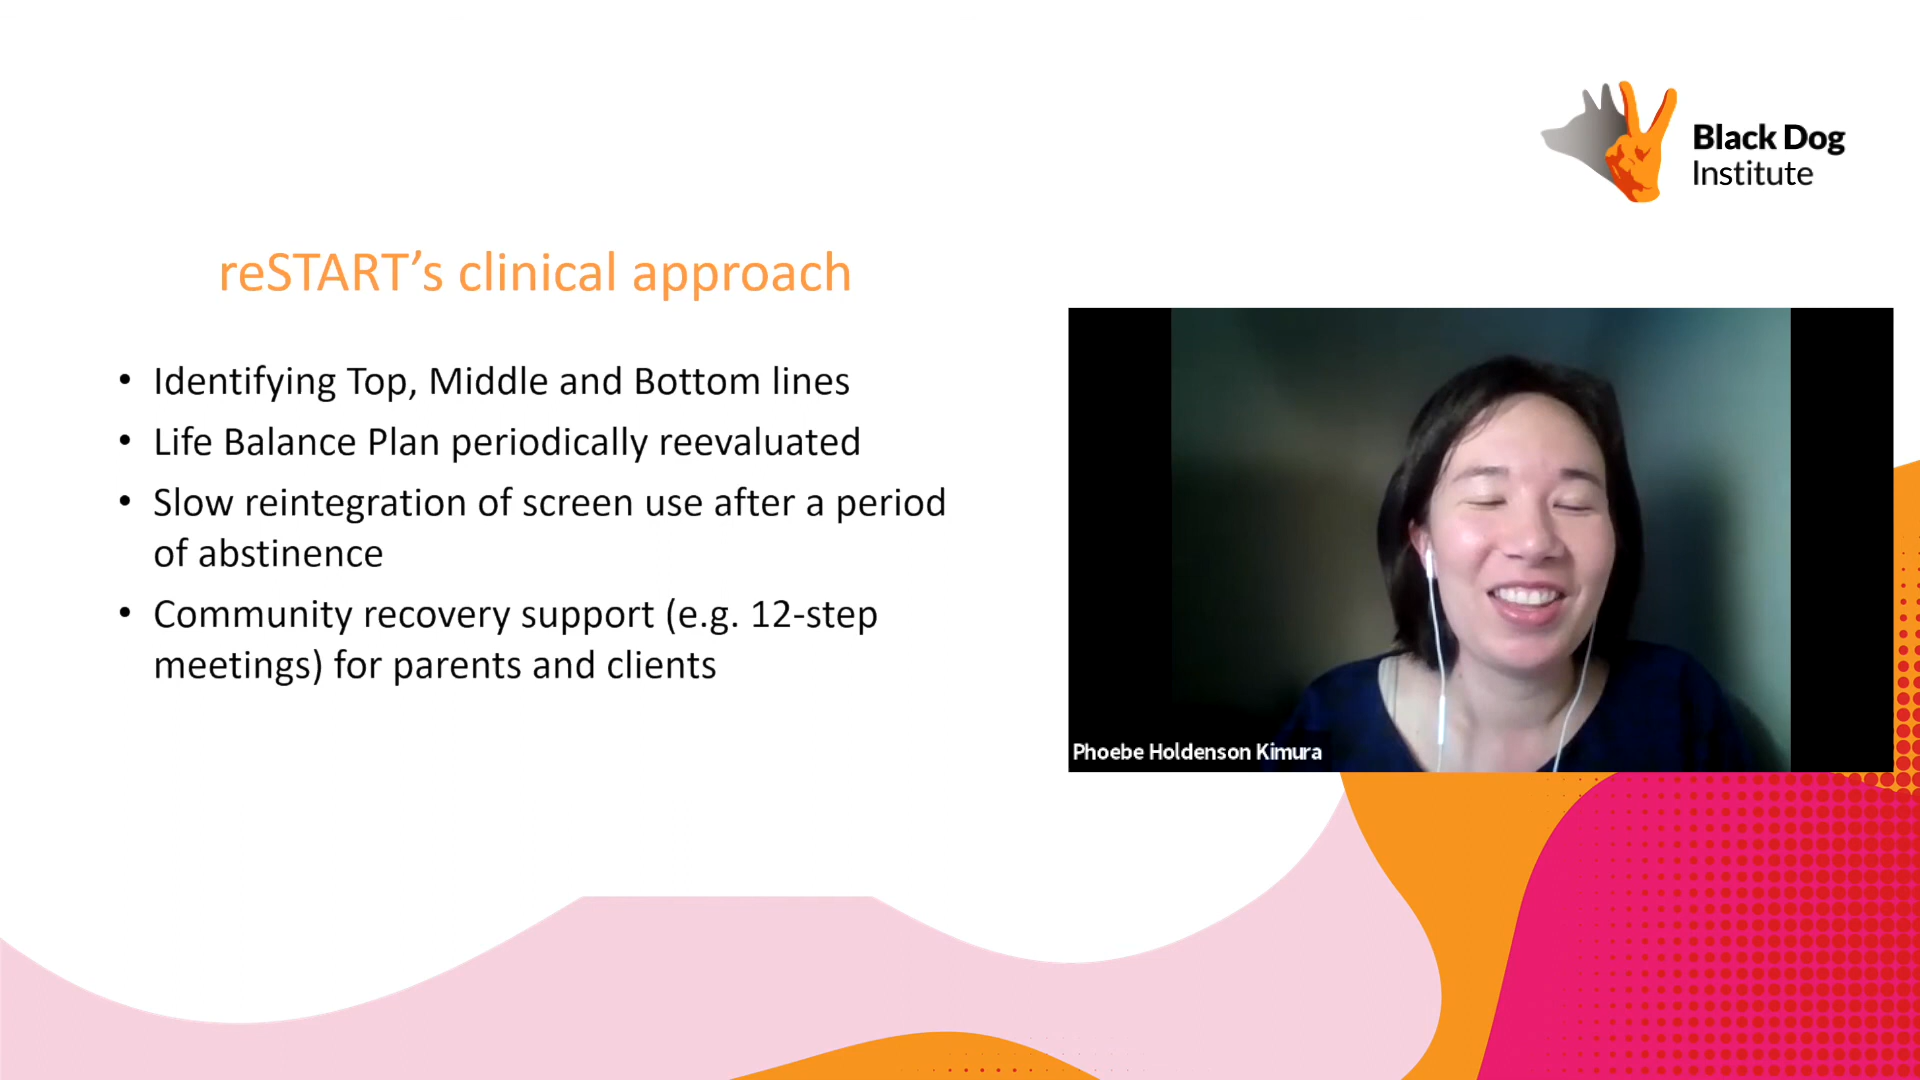 Black Dog
Institute
reSTART’s clinical approach
• Identifying Top, Middle and Bottom lines
• Life Balance Plan periodically reevaluated
• Slow reintegration of screen use after a period
of abstinence
• Community recovery support (e.g. 12-step
meetings) for parents and clients
Phoebe Holdenson Kimura